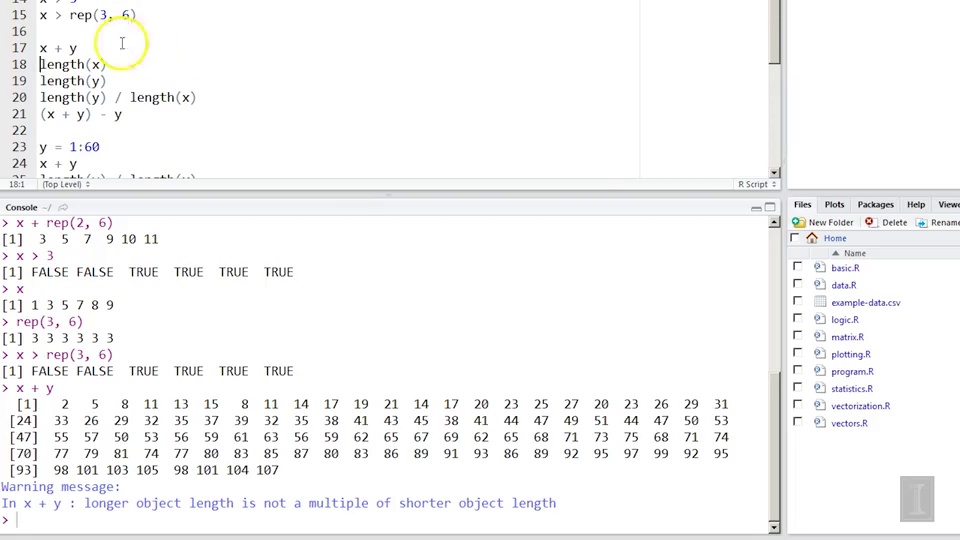 14 x > 3
15 x > rep(3, 6)
16
17 x + y
18 length(x)
19 length(y)
20 length(y) / length(x)
21 (x + y) - y
22
23 y = 1:60
24 x + y
25 length(y) / length(x)
18:1 (Top Level) R Script
Console ~/
> x + rep(2, 6)
[1] 3 5 7 9 10 11
> x > 3
[1] FALSE FALSE TRUE TRUE TRUE TRUE
> x
[1] 1 3 5 7 8 9
> rep(3, 6)
[1] 3 3 3 3 3 3
> x > rep(3, 6)
[1] FALSE FALSE TRUE TRUE TRUE TRUE
> x + y
[1] 2 5 8 11 13 15 8 11 14 17 19 21 14 17 20 23 25 27 20 23 26 29 31
[24] 33 26 29 32 35 37 39 32 35 38 41 43 45 38 41 44 47 49 51 44 47 50 53
[47] 55 57 50 53 56 59 61 63 56 59 62 65 67 69 62 65 68 71 73 75 68 71 74
[70] 77 79 81 74 77 80 83 85 87 80 83 86 89 91 93 86 89 92 95 97 99 92 95
[93] 98 101 103 105 98 101 104 107
Warning message:
In x + y : longer object length is not a multiple of shorter object length
>
Files Plots Packages Help Viewe
New Folder Delete Rename
Home
Name
basic.R
data.R
example-data.csv
logic.R
matrix.R
plotting.R
program.R
statistics.R
vectorization.R
vectors.R
I